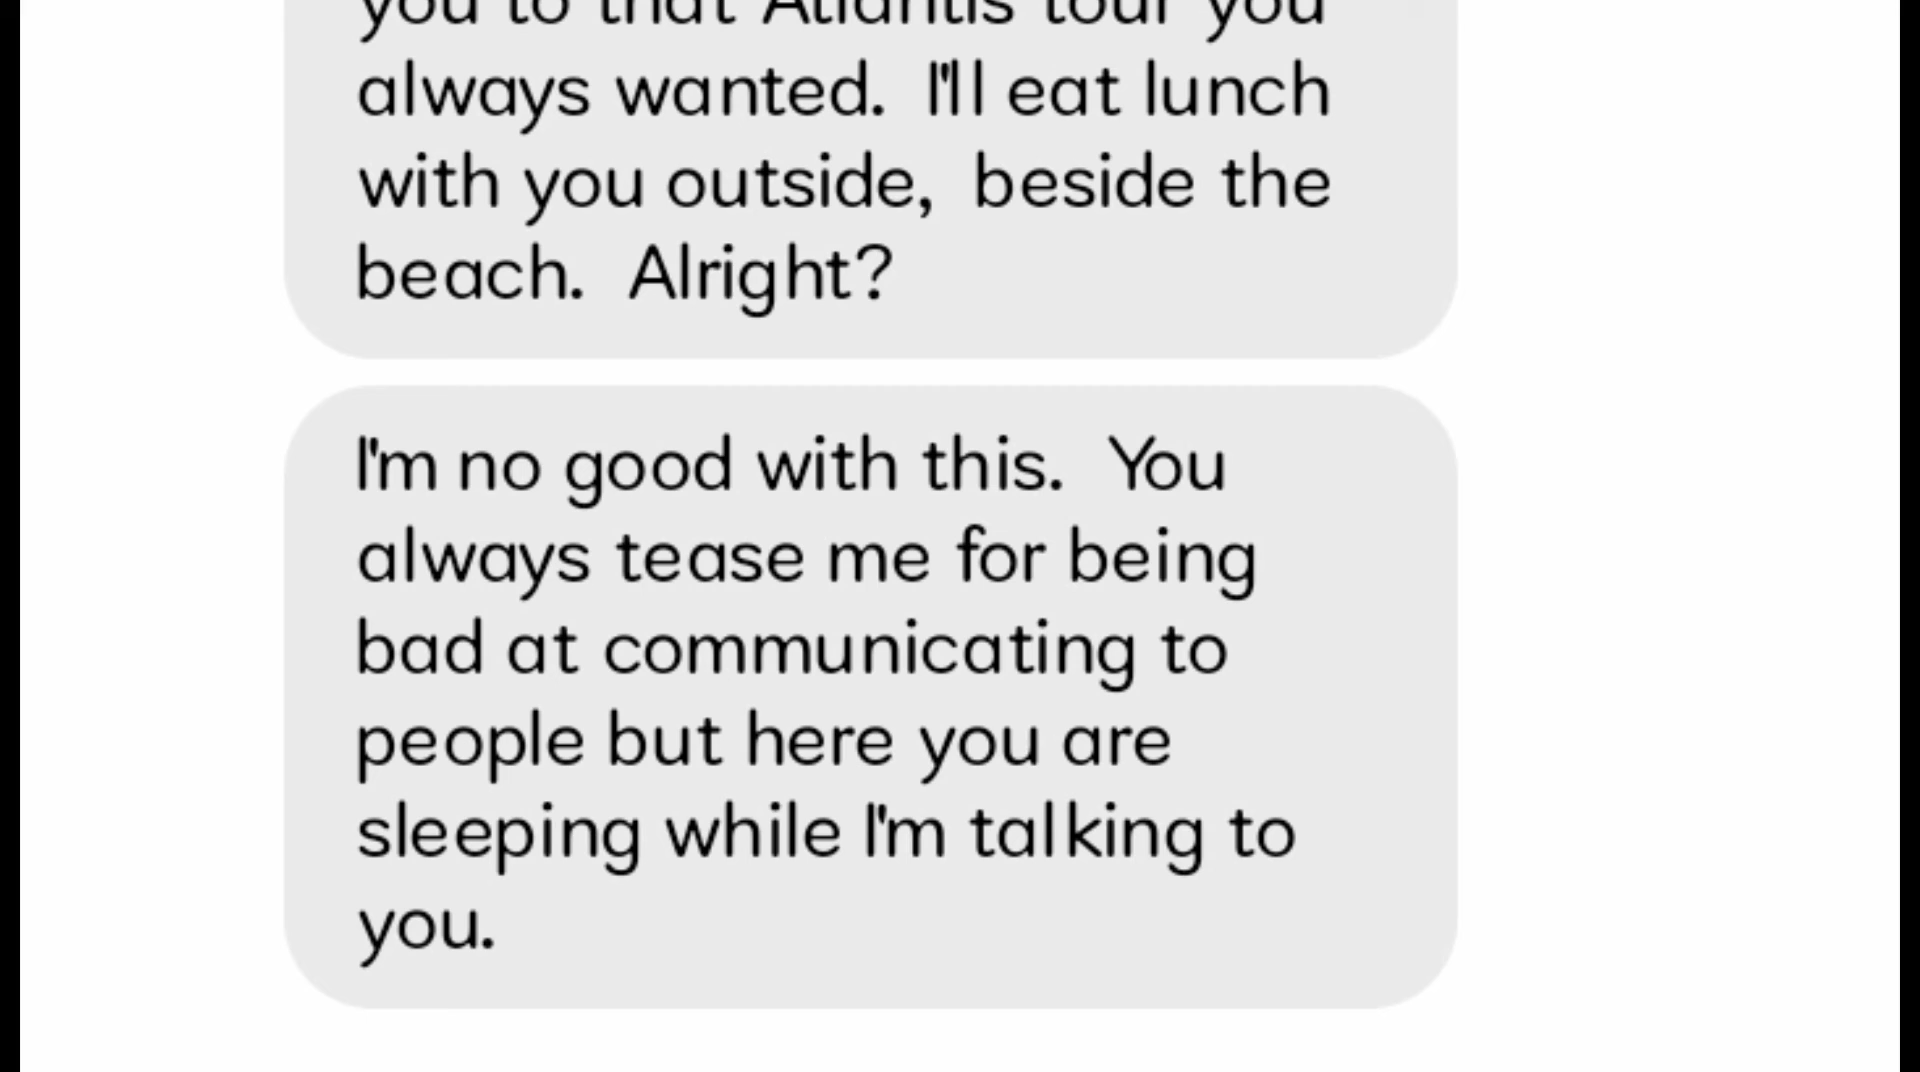 you to that Atlantis tour you
always wanted.  I'll eat lunch
with you outside,  beside the
beach.  Alright?
I'm no good with this.  You
always tease me for being
bad at communicating to
people but here you are
sleeping while I'm talking to
you.